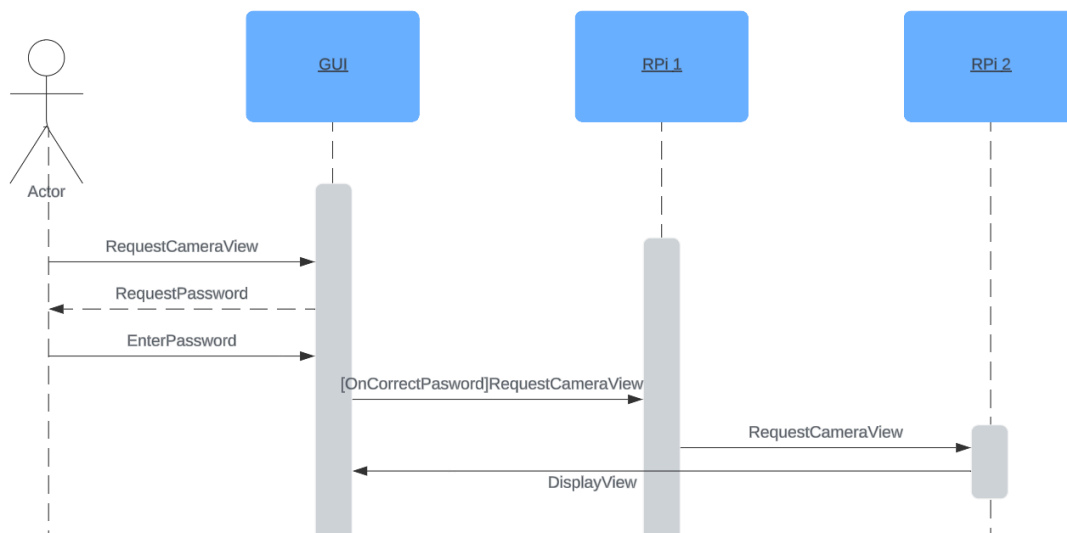 GUI
RPi 1
RPi 2
Actor
RequestCameraView
RequestPassword
EnterPassword
[OnCorrectPasword]RequestCameraView
RequestCameraView
DisplayView